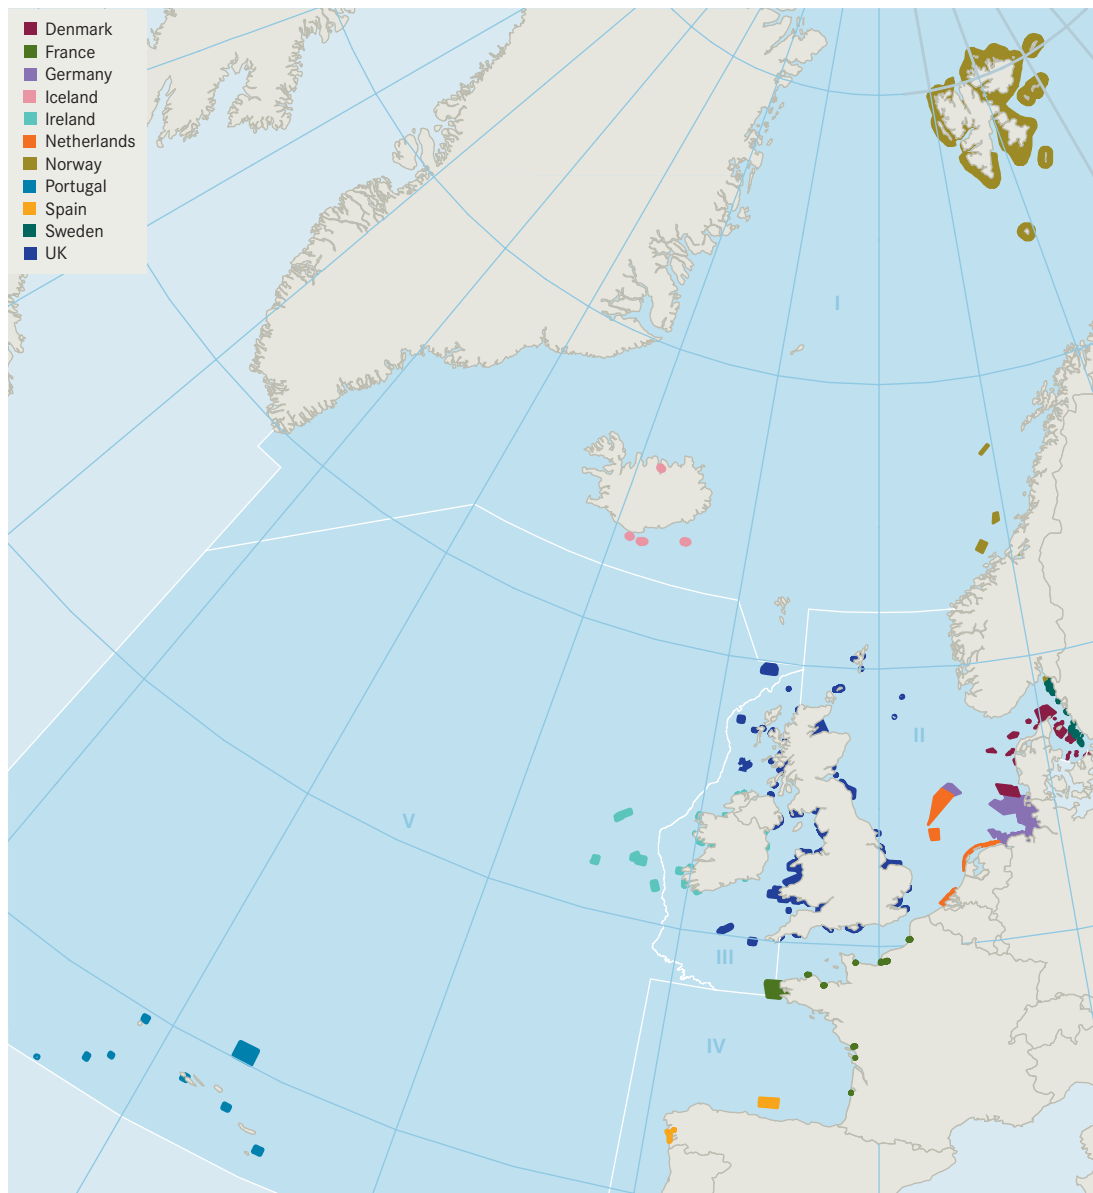 Denmark
France
Germany
Iceland
Ireland
Netherlands
Norway
Portugal
Spain
Sweden
UK
I
II
V
III
IV